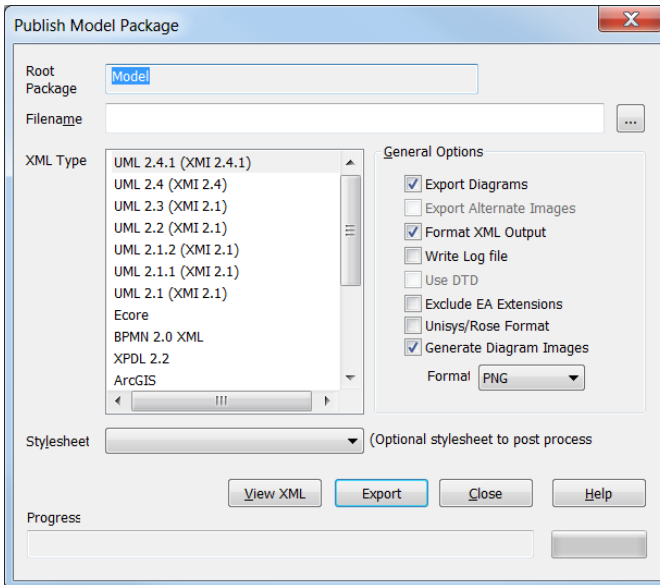 Publish Model Package
Root
Package
Model
Filename
...
XML Type
UML 2.4.1 (XMI 2.4.1)
UML 2.4 (XMI 2.4)
UML 2.3 (XMI 2.1)
UML 2.2 (XMI 2.1)
UML 2.1.2 (XMI 2.1)
UML 2.1.1 (XMI 2.1)
UML 2.1 (XMI 2.1)
Ecore
BPMN 2.0 XML
XPDL 2.2
ArcGIS
General Options
Export Diagrams
Export Alternate Images
Format XML Output
Write Log file
Use DTD
Exclude EA Extensions
Unisys/Rose Format
Generate Diagram Images
Format PNG
Stylesheet
(Optional stylesheet to post process
View XML Export Close Help
Progress